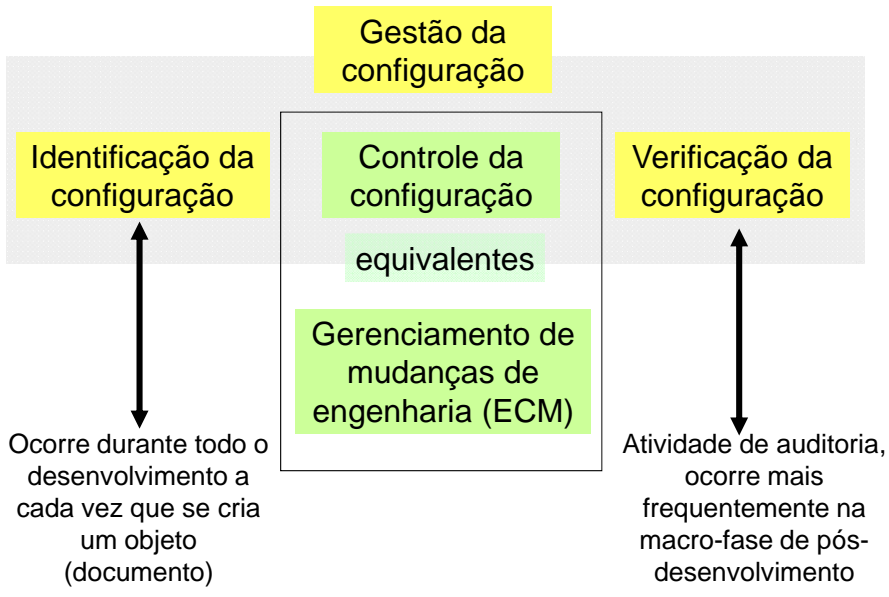 Gestão da
configuração
Identificação da
configuração
Controle da
configuração
Verificação da
configuração
equivalentes
Gerenciamento de
mudanças de
engenharia (ECM)
Ocorre durante todo o
desenvolvimento a
cada vez que se cria
um objeto
(documento)
Atividade de auditoria,
ocorre mais
frequentemente na
macro-fase de pós-
desenvolvimento